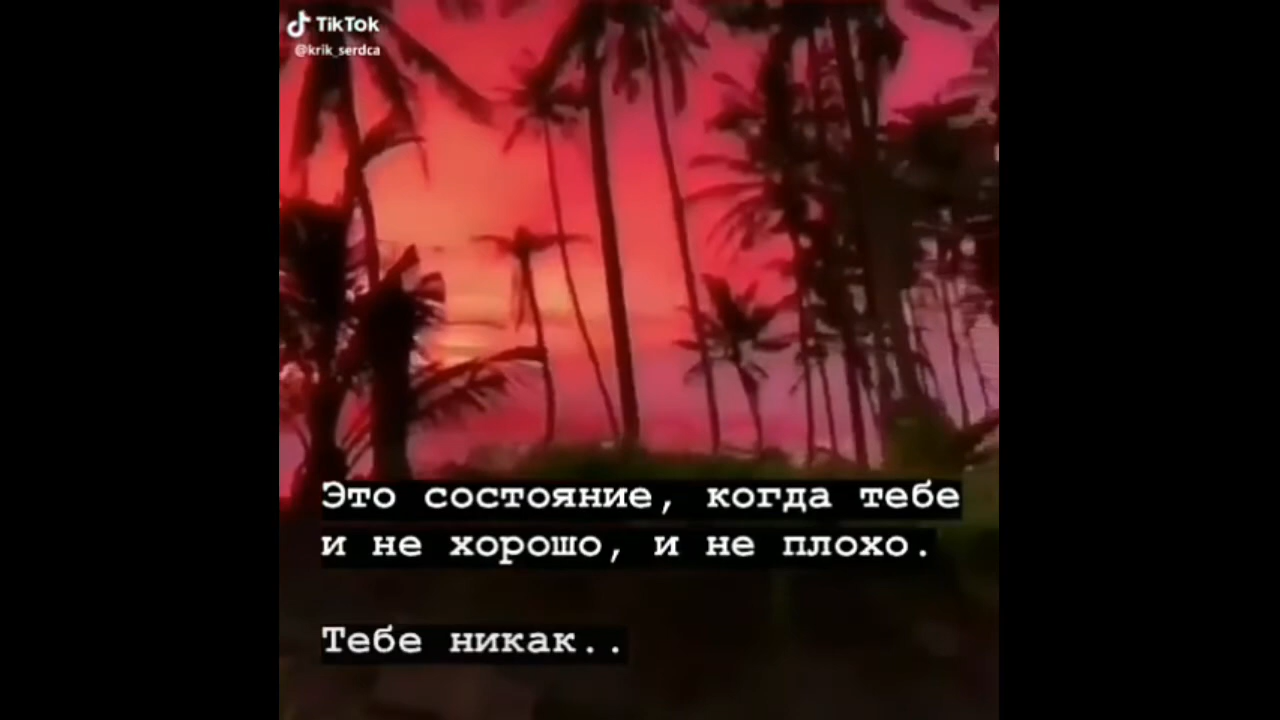 TikTok
@krik_serdca
Это состояние, когда тебе
и не хорошо, и не плохо.
Тебе никак..